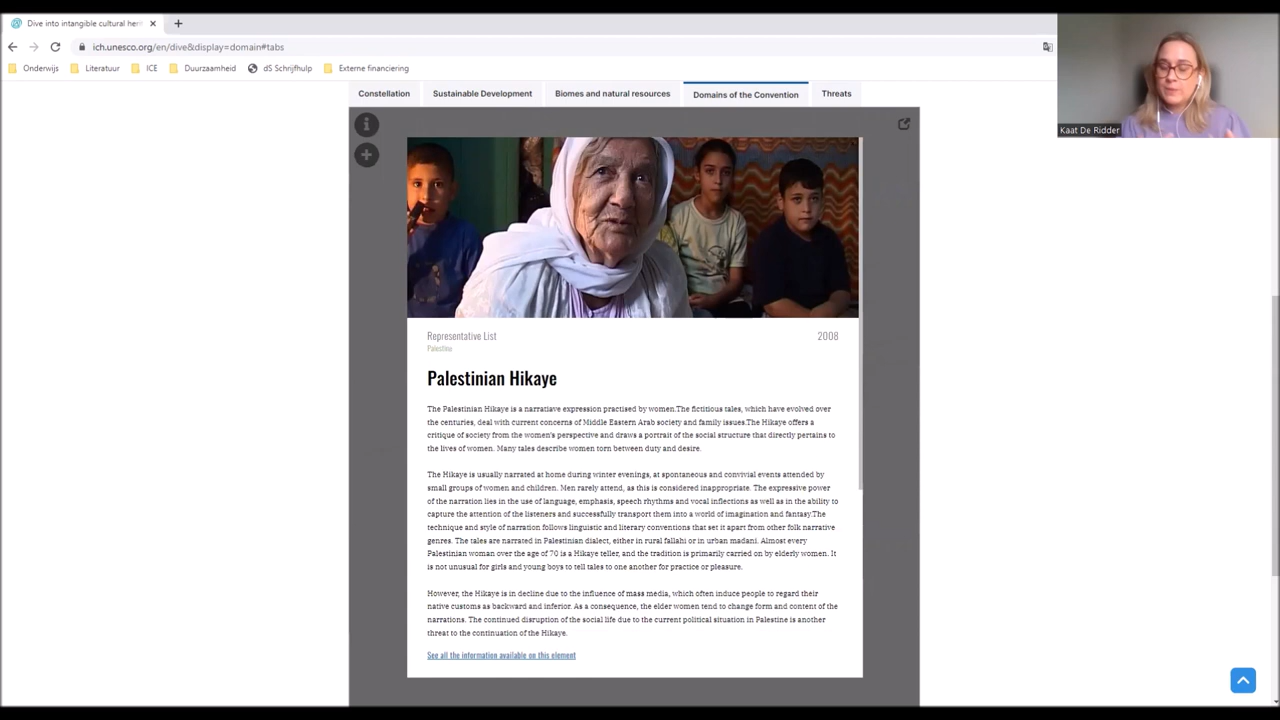 Dive into intangible cultural her
ich.unesco.org/en/dive&display=domain#tabs
Onderwijs Literatuur ICE Duurzaamheid dS Schrijfhulp Externe financiering
Kaat De Ridder
Constellation Sustainable Development Biomes and natural resources Domains of the Convention Threats
Representative List 2008
Palestine
Palestinian Hikaye
The Palestinian Hikaye is a narratiave expression practised by women.The fictitious tales, which have evolved over
the centuries, deal with current concerns of Middle Eastern Arab society and family issues.The Hikaye offers a
critique of society from the women's perspective and draws a portrait of the social structure that directly pertains to
the lives of women. Many tales describe women torn between duty and desire.
The Hikaye is usually narrated at home during winter evenings, at spontaneous and convivial events attended by
small groups of women and children. Men rarely attend, as this is considered inappropriate. The expressive power
of the narration lies in the use of language, emphasis, speech rhythms and vocal inflections as well as in the ability to
capture the attention of the listeners and successfully transport them into a world of imagination and fantasy.The
technique and style of narration follows linguistic and literary conventions that set it apart from other folk narrative
genres. The tales are narrated in Palestinian dialect, either in rural fallahi or in urban madani. Almost every
Palestinian woman over the age of 70 is a Hikaye teller, and the tradition is primarily carried on by elderly women. It
is not unusual for girls and young boys to tell tales to one another for practice or pleasure.
However, the Hikaye is in decline due to the influence of mass media, which often induce people to regard their
native customs as backward and inferior. As a consequence, the elder women tend to change form and content of the
narrations. The continued disruption of the social life due to the current political situation in Palestine is another
threat to the continuation of the Hikaye.
See all the information available on this element